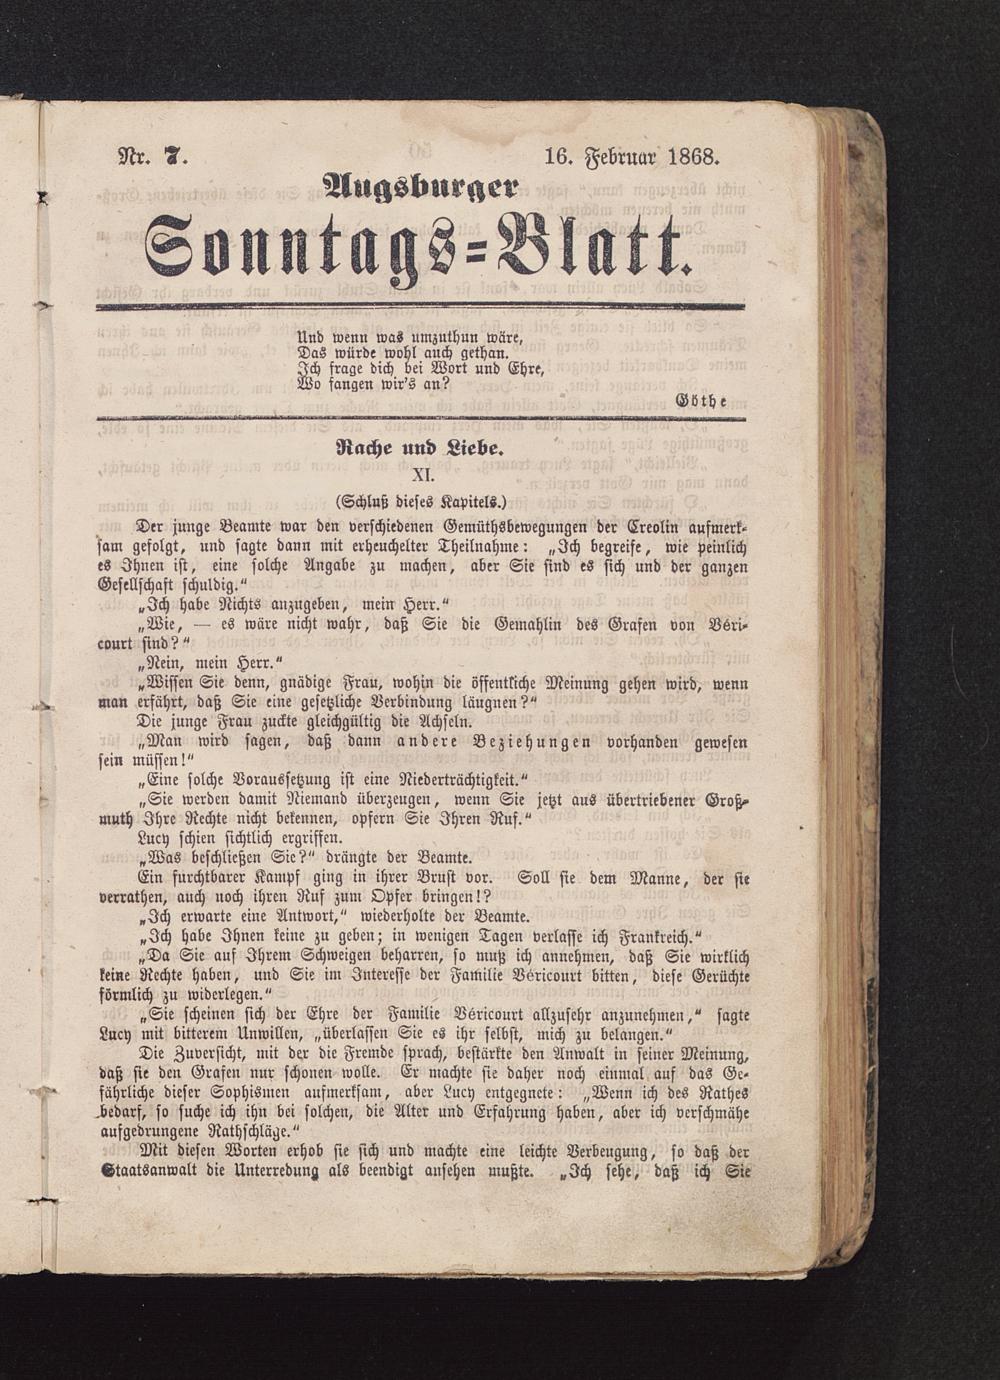 Nr. 7.
16. Februar 1868.
Augsburger
Sonntags=Blatt.
Und wenn was umzuthun wäre,
Das würde wohl auch gethan.
Ich frage dich bei Wort und Ehre,
Wo fangen wir's an?
Göthe
Rache und Liebe.
XI.
(Schluß dieses Kapitels.)
Der junge Beamte war den verschiedenen Gemüthsbewegungen der Creolin aufmerk-
sam gefolgt, und sagte dann mit erheuchelter Theilnahme: „Ich begreife, wie peinlich
es Ihnen ist, eine solche Angabe zu machen, aber Sie sind es sich und der ganzen
Gesellschaft schuldig.“
„Ich habe Nichts anzugeben, mein Herr.“
„Wie, — es wäre nicht wahr, daß Sie die Gemahlin des Grafen von Véri-
court sind?“
„Nein, mein Herr.“
„Wissen Sie denn, gnädige Frau, wohin die öffentliche Meinung gehen wird, wenn
man erfährt, daß Sie eine gesetzliche Verbindung läugnen?“
Die junge Frau zuckte gleichgültig die Achseln.
„Man wird sagen, daß dann andere Beziehungen vorhanden gewesen
sein müssen!“
„Eine solche Voraussetzung ist eine Niederträchtigkeit.“
„Sie werden damit Niemand überzeugen, wenn Sie jetzt aus übertriebener Groß-
muth Ihre Rechte nicht bekennen, opfern Sie Ihren Ruf.“
Lucy schien sichtlich ergriffen.
„Was beschließen Sie?“ drängte der Beamte.
Ein furchtbarer Kampf ging in ihrer Brust vor. Soll sie dem Manne, der sie
verrathen, auch noch ihren Ruf zum Opfer bringen!?
„Ich erwarte eine Antwort,“ wiederholte der Beamte.
„Ich habe Ihnen keine zu geben; in wenigen Tagen verlasse ich Frankreich.“
„Da Sie auf Ihrem Schweigen beharren, so muß ich annehmen, daß Sie wirklich
keine Rechte haben, und Sie im Interesse der Familie Véricourt bitten, diese Gerüchte
förmlich zu widerlegen.“
„Sie scheinen sich der Ehre der Familie Véricourt allzusehr anzunehmen,“ sagte
Lucy mit bitterem Unwillen, „überlassen Sie es ihr selbst, mich zu belangen.“
Die Zuversicht, mit der die Fremde sprach, bestärkte den Anwalt in seiner Meinung,
daß sie den Grafen nur schonen wolle. Er machte sie daher noch einmal auf das Ge-
fährliche dieser Sophismen aufmerksam, aber Lucy entgegnete: „Wenn ich des Rathes
bedarf, so suche ich ihn bei solchen, die Alter und Erfahrung haben, aber ich verschmähe
aufgedrungene Rathschläge.“
Mit diesen Worten erhob sie sich und machte eine leichte Verbeugung, so daß der
Staatsanwalt die Unterredung als beendigt ansehen mußte. „Ich sehe, daß ich Sie